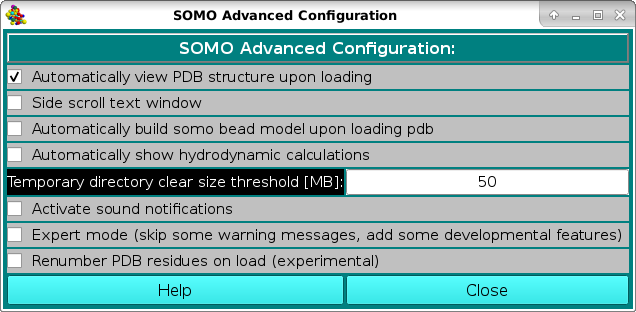 SOMO Advanced Configuration
SOMO Advanced Configuration:
Automatically view PDB structure upon loading
Side scroll text window
Automatically build somo bead model upon loading pdb
Automatically show hydrodynamic calculations
Temporary directory clear size threshold [MB]: 50
Activate sound notifications
Expert mode (skip some warning messages, add some developmental features)
Renumber PDB residues on load (experimental)
Help Close